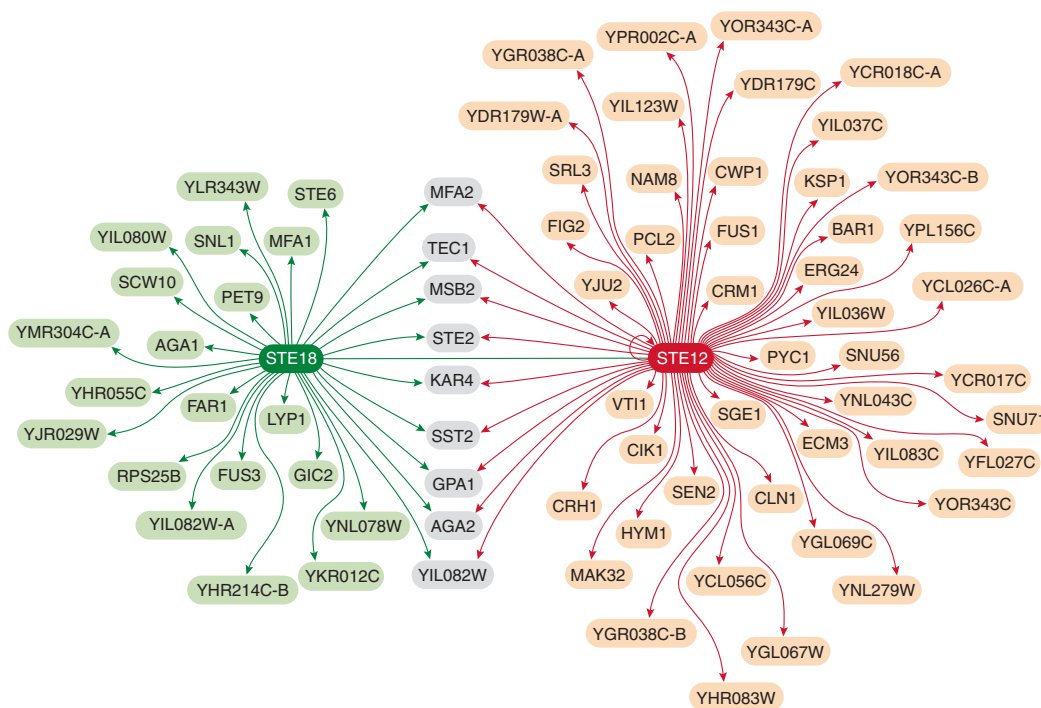 YOR343C-A
YPR002C-A
YGR038C-A
YCR018C-A
YDR179C
YIL123W
YDR179W-A
YIL037C
SRL3
NAM8
CWP1
KSP1
YOR343C-B
YLR343W
STE6
MFA2
FIG2
PCL2
FUS1
BAR1
YPL156C
YIL080W
SNL1
MFA1
TEC1
ERG24
SCW10
PET9
MSB2
YJU2
CRM1
YCL026C-A
YIL036W
YMR304C-A
AGA1
STE2
STE18
STE12
PYC1
SNU56
YHR055C
KAR4
YCR017C
FAR1
LYP1
VTI1
SGE1
YNL043C
YJR029W
SST2
SNU71
CIK1
ECM3
YIL083C
YFL027C
RPS25B
FUS3
GIC2
GPA1
SEN2
CLN1
CRH1
YOR343C
YIL082W-A
YNL078W
AGA2
HYM1
YGL069C
YHR214C-B
YKR012C
YIL082W
MAK32
YCL056C
YNL279W
YGR038C-B
YGL067W
YHR083W